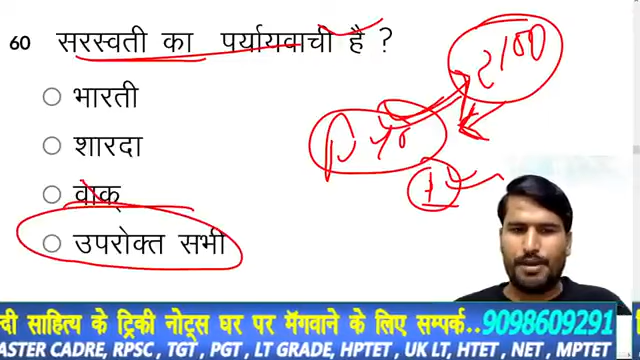 60 सरस्वती का पर्यायवाची है ?
भारती
शारदा
वाक्
उपरोक्त सभी
न्दी साहित्य के ट्रिकी नोट्स घर पर मॅगवाने के लिए सम्पर्क.. 9098609291
ASTER CADRE, RPSC , TGT , PGT , LT GRADE, HPTET , UK LT, HTET , NET , MPTET